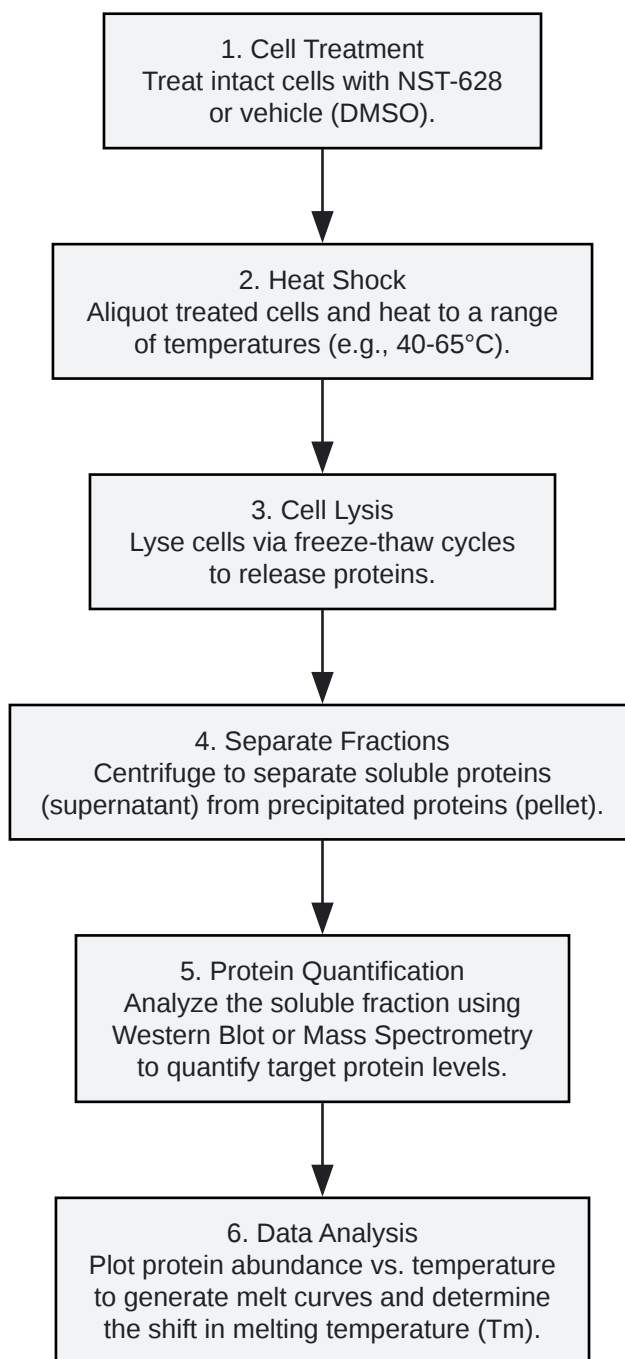 1. Cell Treatment
Treat intact cells with NST-628
or vehicle (DMSO).
2. Heat Shock
Aliquot treated cells and heat to a range
of temperatures (e.g., 40-65°C).
3. Cell Lysis
Lyse cells via freeze-thaw cycles
to release proteins.
4. Separate Fractions
Centrifuge to separate soluble proteins
(supernatant) from precipitated proteins (pellet).
5. Protein Quantification
Analyze the soluble fraction using
Western Blot or Mass Spectrometry
to quantify target protein levels.
6. Data Analysis
Plot protein abundance vs. temperature
to generate melt curves and determine
the shift in melting temperature (Tm).